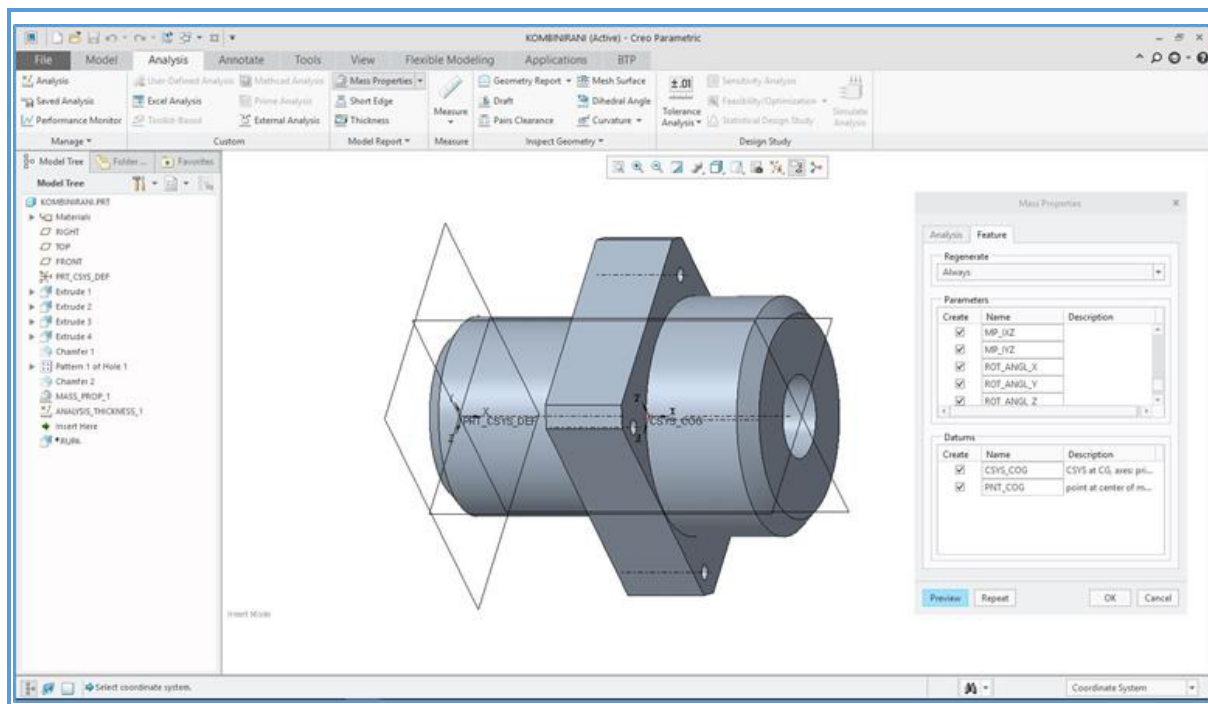 KOMBINIRANI (Active) - Creo Parametric
File Model Analysis Annotate Tools View Flexible Modeling Applications BTP
Analysis User-Defined Analysis Mathcad Analysis Mass Properties Geometry Report Mesh Surface Sensitivity Analysis
Saved Analysis Excel Analysis Prime Analysis Short Edge Measure Draft Dihedral Angle Tolerance Analysis Feasibility/Optimization Simulate Analysis
Performance Monitor Toolkit-Based External Analysis Thickness Pairs Clearance Curvature Statistical Design Study
Manage Custom Model Report Measure Inspect Geometry Design Study
Model Tree Folder ... Favorites
Model Tree
KOMBINIRANI.PRT
Materials
RIGHT
TOP
FRONT
PRT_CSYS_DEF
Extrude 1
Extrude 2
Extrude 3
Extrude 4
Chamfer 1
Pattern 1 of Hole 1
Chamfer 2
MASS_PROP_1
ANALYSIS_THICKNESS_1
Insert Here
PRT_CSYS_DEF
X
Z
CSYS_COG
Insert Mode
Mass Properties
Analysis Feature
Regenerate
Always
Parameters
Create Name Description
MP_IXZ
MP_IYZ
ROT_ANGL_X
ROT_ANGL_Y
ROT_ANGL_Z
Datums
Create Name Description
CSYS_COG CSYS at CG, axes: pri...
PNT_COG point at center of m...
Preview Repeat OK Cancel
Select coordinate system.
Coordinate System